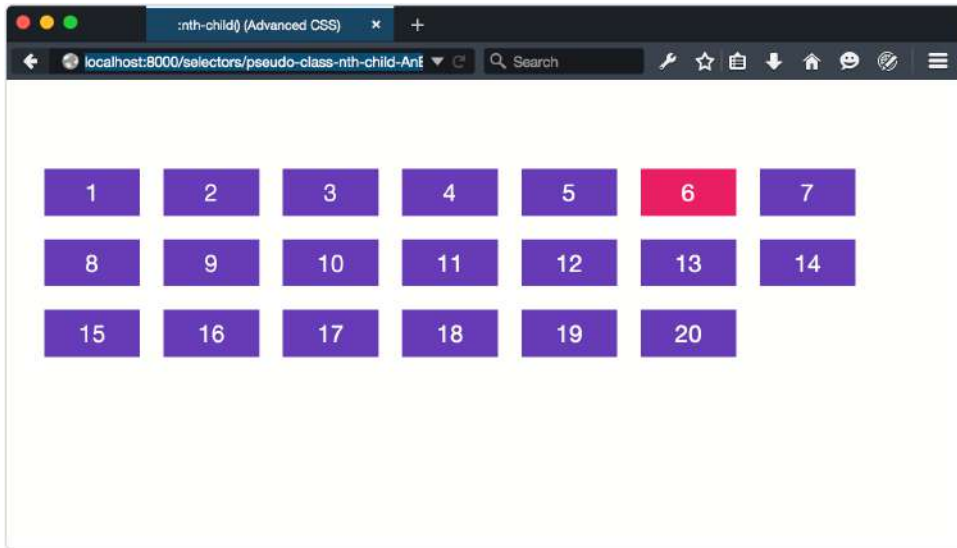 :nth-child() (Advanced CSS)
localhost:8000/selectors/pseudo-class-nth-child-AnB
Search
1 2 3 4 5 6 7
8 9 10 11 12 13 14
15 16 17 18 19 20